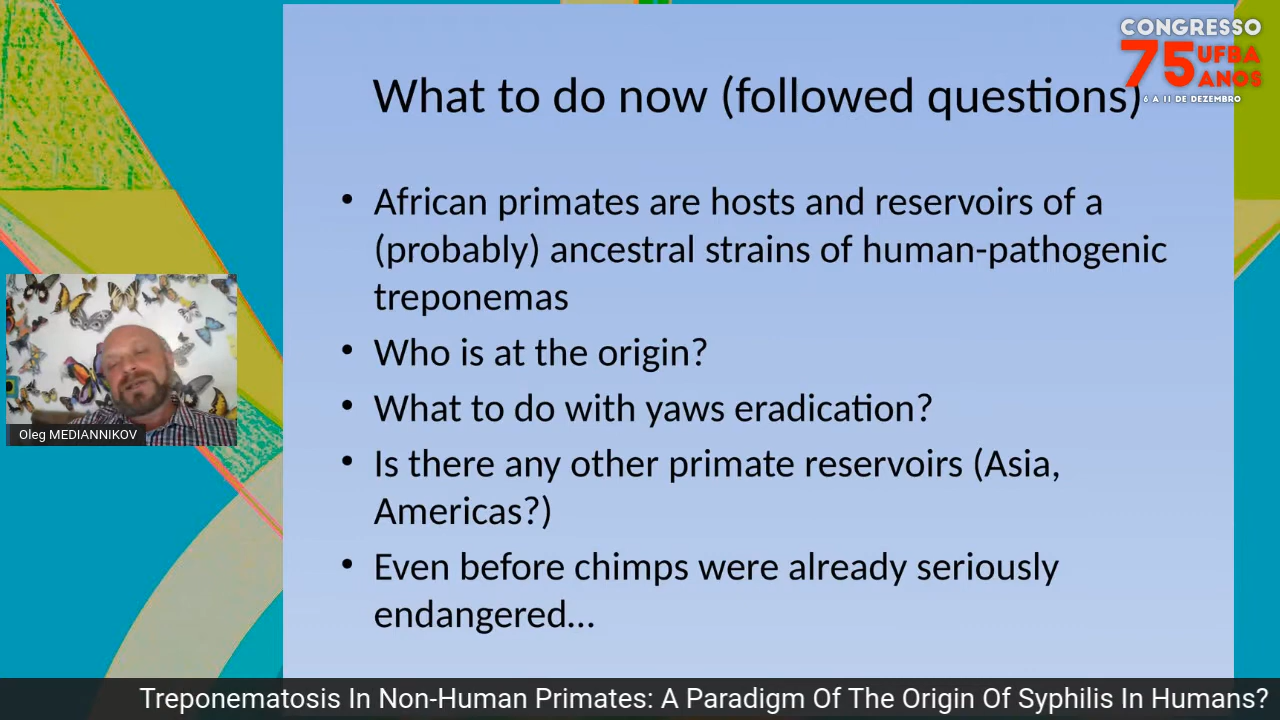 CONGRESSO
75 UFBA
ANOS
6 A 11 DE DEZEMBRO
What to do now (followed questions)
• African primates are hosts and reservoirs of a
(probably) ancestral strains of human-pathogenic
treponemas
• Who is at the origin?
• What to do with yaws eradication?
• Is there any other primate reservoirs (Asia,
Americas?)
• Even before chimps were already seriously
endangered...
Oleg MEDIANNIKOV
Treponematosis In Non-Human Primates: A Paradigm Of The Origin Of Syphilis In Humans?